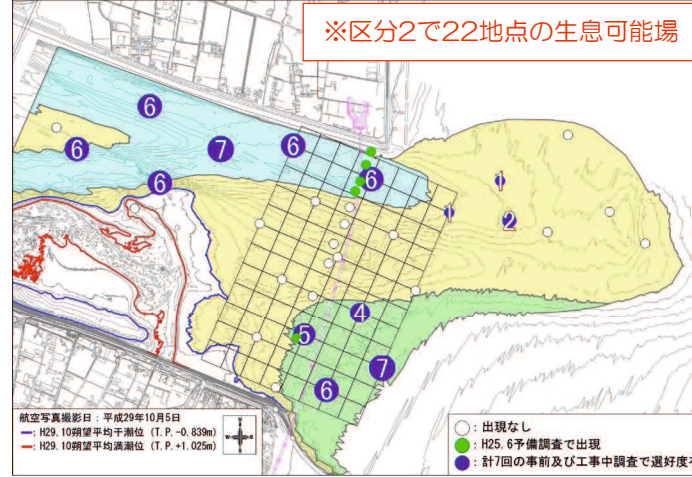 ※区分2で22地点の生息可能場
6
7
6
6
6
6
1
1
2
4
5
7
6
航空写真撮影日：平成29年10月5日
：H29.10朔望平均干潮位 (T.P.-0.839m)
：H29.10朔望平均満潮位 (T.P.+1.025m)
N
W
E
S
：出現なし
：H25.6予備調査で出現
：計7回の事前及び工事中調査で選好度